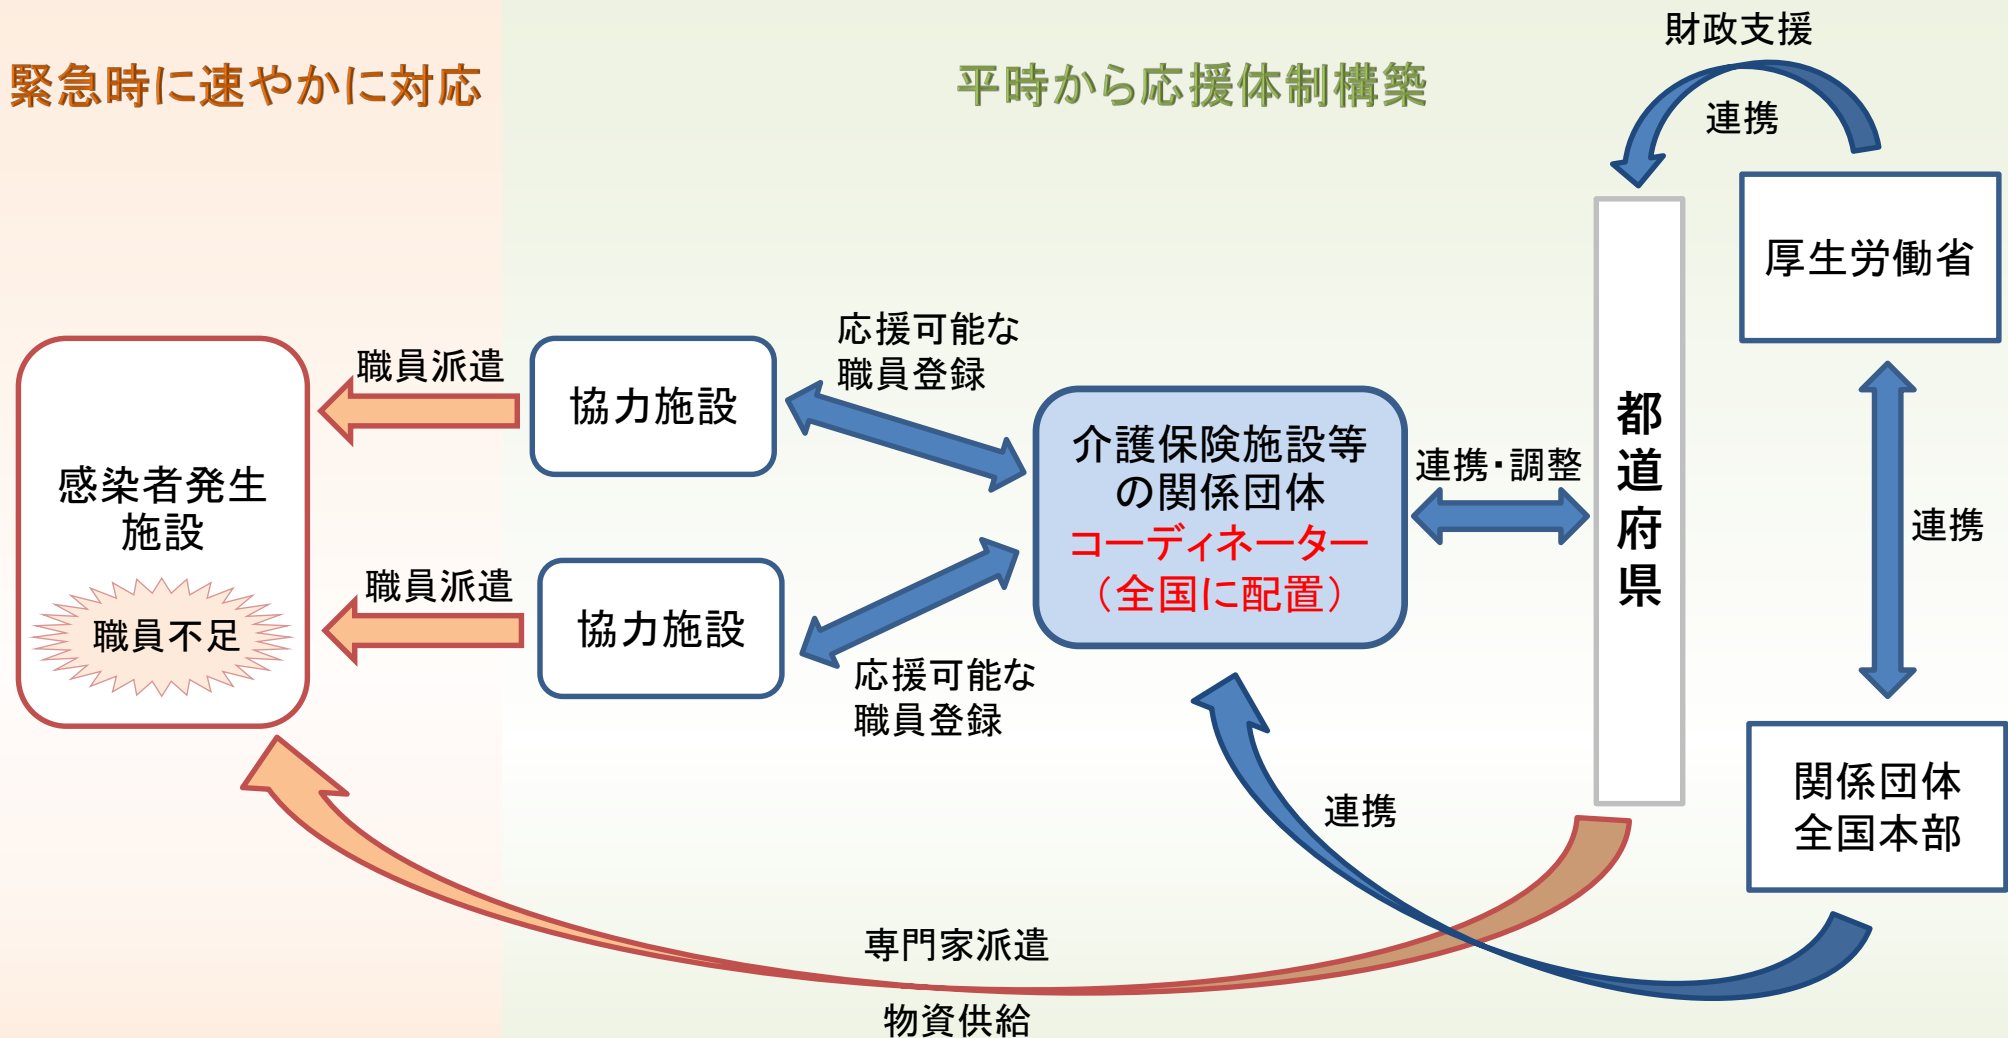 財政支援
緊急時に速やかに対応
平時から応援体制構築
連携
厚生労働省
応援可能な
職員登録
職員派遣
協力施設
都道府県
介護保険施設等
の関係団体
コーディネーター
（全国に配置）
連携・調整
感染者発生
施設
連携
職員派遣
協力施設
職員不足
応援可能な
職員登録
関係団体
全国本部
連携
専門家派遣
物資供給